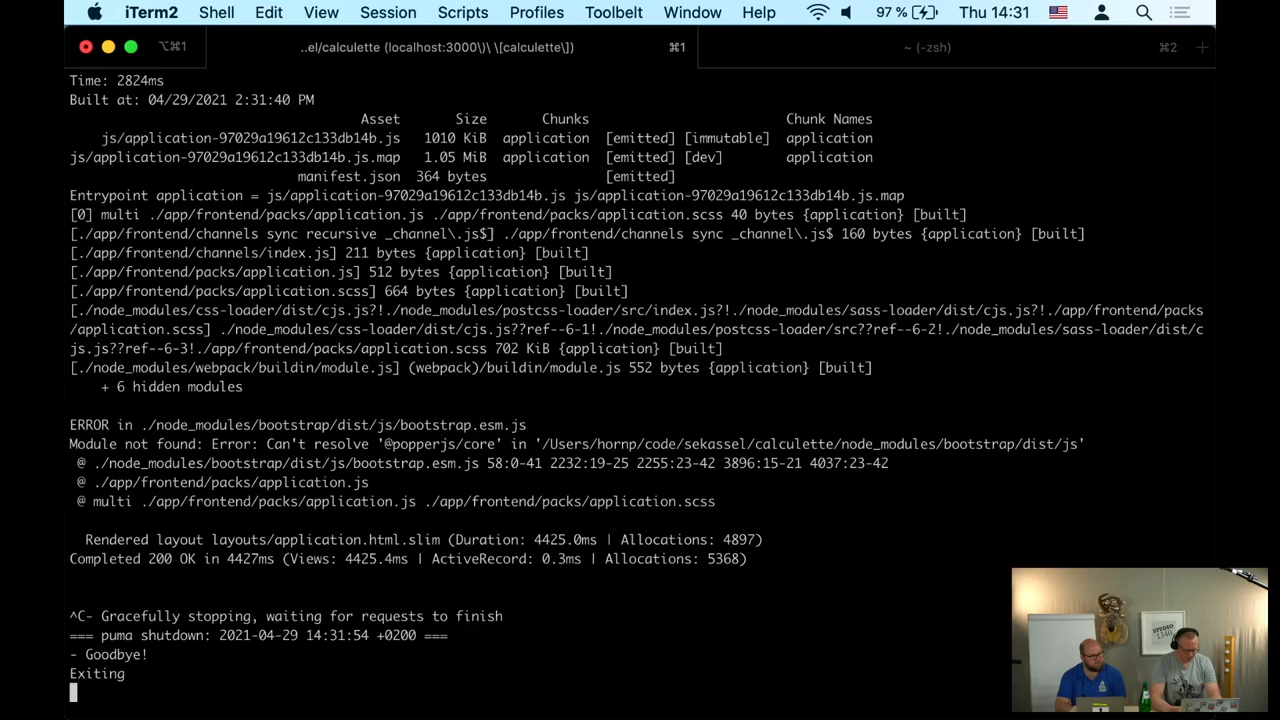 iTerm2 Shell Edit View Session Scripts Profiles Toolbelt Window Help 97 % Thu 14:31
⌥⌘1 ..el/calculette (localhost:3000\)\ \[calculette\]) ⌘1 ~ (-zsh) ⌘2 +
Time: 2824ms
Built at: 04/29/2021 2:31:40 PM
Asset Size Chunks Chunk Names
js/application-97029a19612c133db14b.js 1010 KiB application [emitted] [immutable] application
js/application-97029a19612c133db14b.js.map 1.05 MiB application [emitted] [dev] application
manifest.json 364 bytes [emitted]
Entrypoint application = js/application-97029a19612c133db14b.js js/application-97029a19612c133db14b.js.map
[0] multi ./app/frontend/packs/application.js ./app/frontend/packs/application.scss 40 bytes {application} [built]
[./app/frontend/channels sync recursive _channel\.js$] ./app/frontend/channels sync _channel\.js$ 160 bytes {application} [built]
[./app/frontend/channels/index.js] 211 bytes {application} [built]
[./app/frontend/packs/application.js] 512 bytes {application} [built]
[./app/frontend/packs/application.scss] 664 bytes {application} [built]
[./node_modules/css-loader/dist/cjs.js?!./node_modules/postcss-loader/src/index.js?!./node_modules/sass-loader/dist/cjs.js?!./app/frontend/packs
/application.scss] ./node_modules/css-loader/dist/cjs.js??ref--6-1!./node_modules/postcss-loader/src??ref--6-2!./node_modules/sass-loader/dist/c
js.js??ref--6-3!./app/frontend/packs/application.scss 702 KiB {application} [built]
[./node_modules/webpack/buildin/module.js] (webpack)/buildin/module.js 552 bytes {application} [built]
+ 6 hidden modules
ERROR in ./node_modules/bootstrap/dist/js/bootstrap.esm.js
Module not found: Error: Can't resolve '@popperjs/core' in '/Users/hornp/code/sekassel/calculette/node_modules/bootstrap/dist/js'
@ ./node_modules/bootstrap/dist/js/bootstrap.esm.js 58:0-41 2232:19-25 2255:23-42 3896:15-21 4037:23-42
@ ./app/frontend/packs/application.js
@ multi ./app/frontend/packs/application.js ./app/frontend/packs/application.scss
Rendered layout layouts/application.html.slim (Duration: 4425.0ms | Allocations: 4897)
Completed 200 OK in 4427ms (Views: 4425.4ms | ActiveRecord: 0.3ms | Allocations: 5368)
^C- Gracefully stopping, waiting for requests to finish
=== puma shutdown: 2021-04-29 14:31:54 +0200 ===
- Goodbye!
Exiting
STUDIO
1340